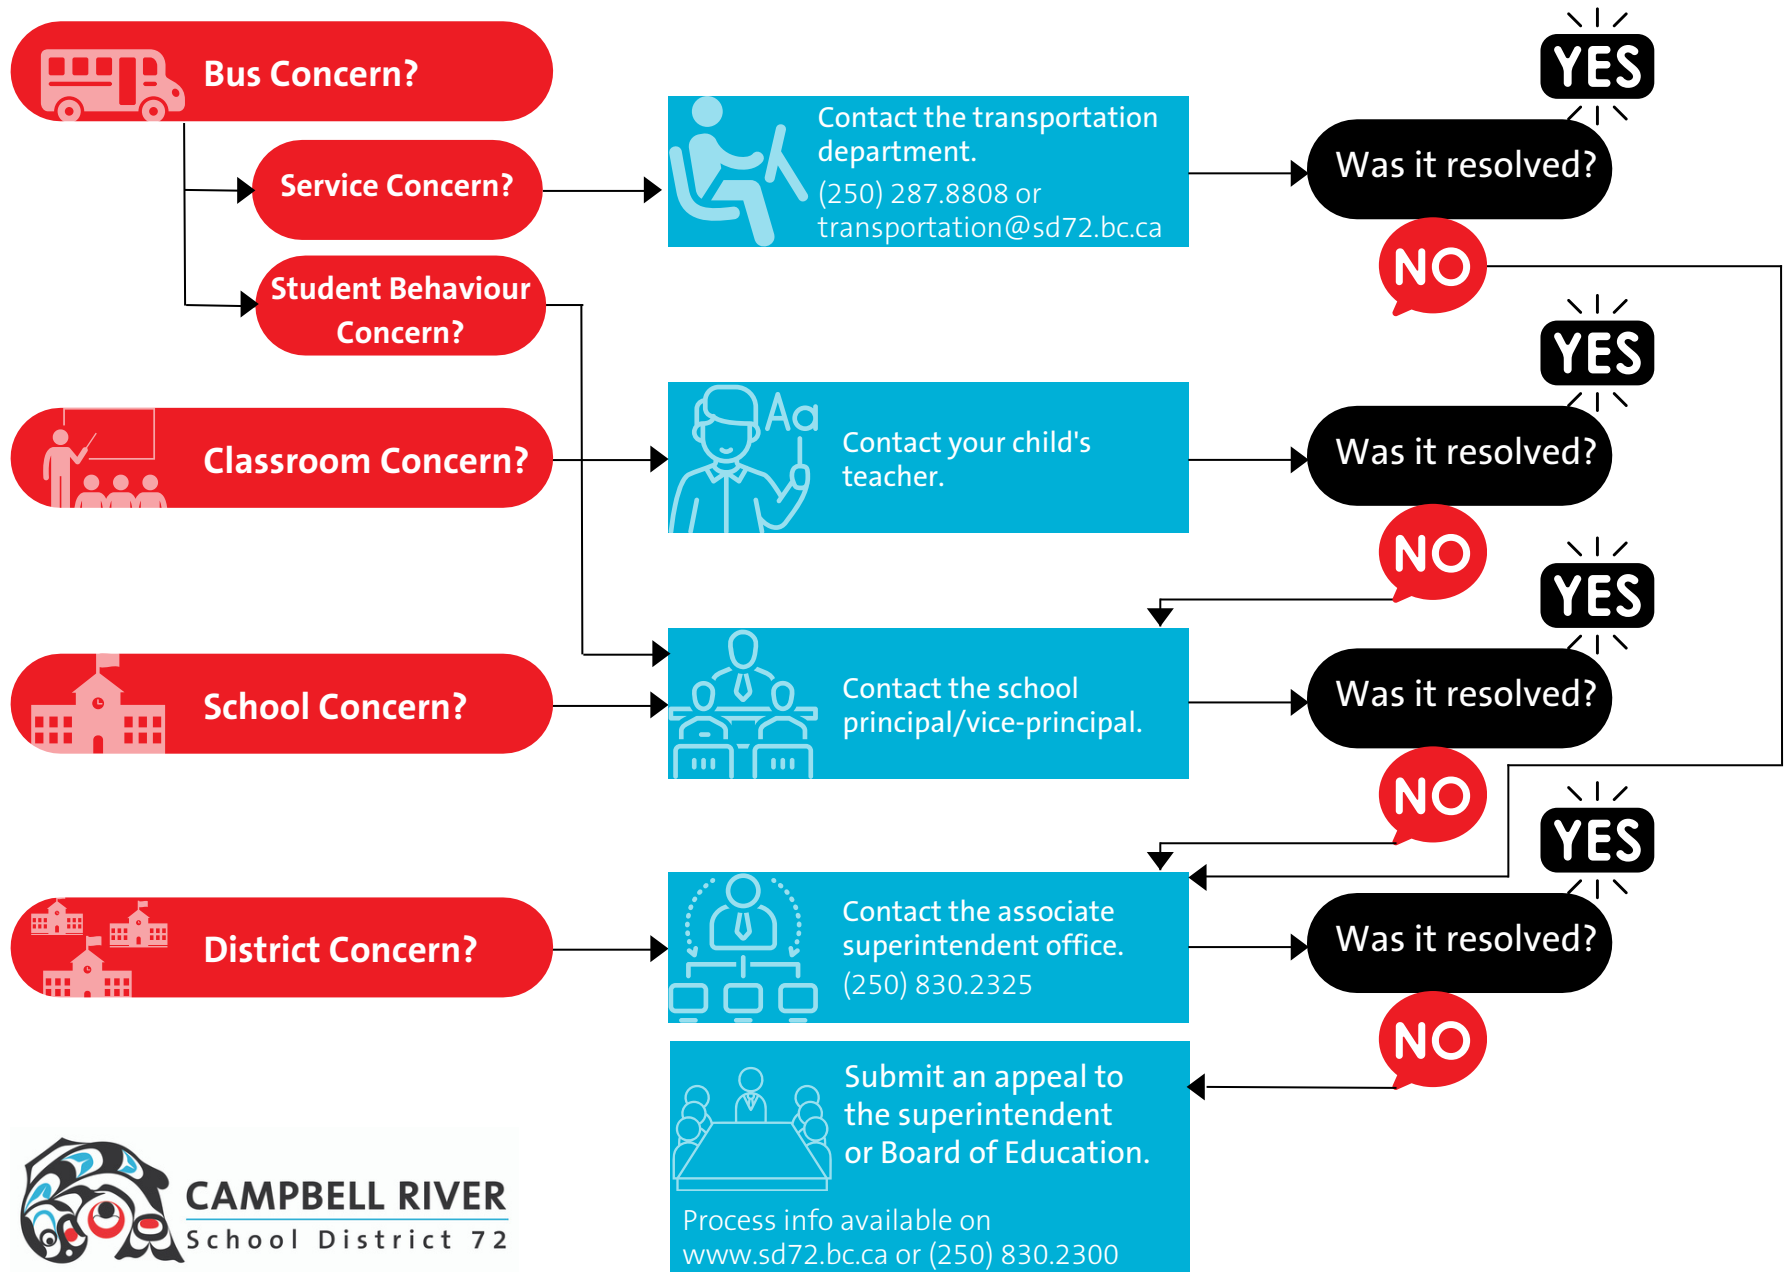 Bus Concern?
Service Concern?
Student Behaviour
Concern?
Contact the transportation
department.
(250) 287.8808 or
transportation@sd72.bc.ca
YES
Was it resolved?
NO
Classroom Concern?
Aa
Contact your child's
teacher.
YES
Was it resolved?
NO
School Concern?
Contact the school
principal/vice-principal.
YES
Was it resolved?
NO
District Concern?
Contact the associate
superintendent office.
(250) 830.2325
YES
Was it resolved?
NO
Submit an appeal to
the superintendent
or Board of Education.
Process info available on
www.sd72.bc.ca or (250) 830.2300
CAMPBELL RIVER
School District 72